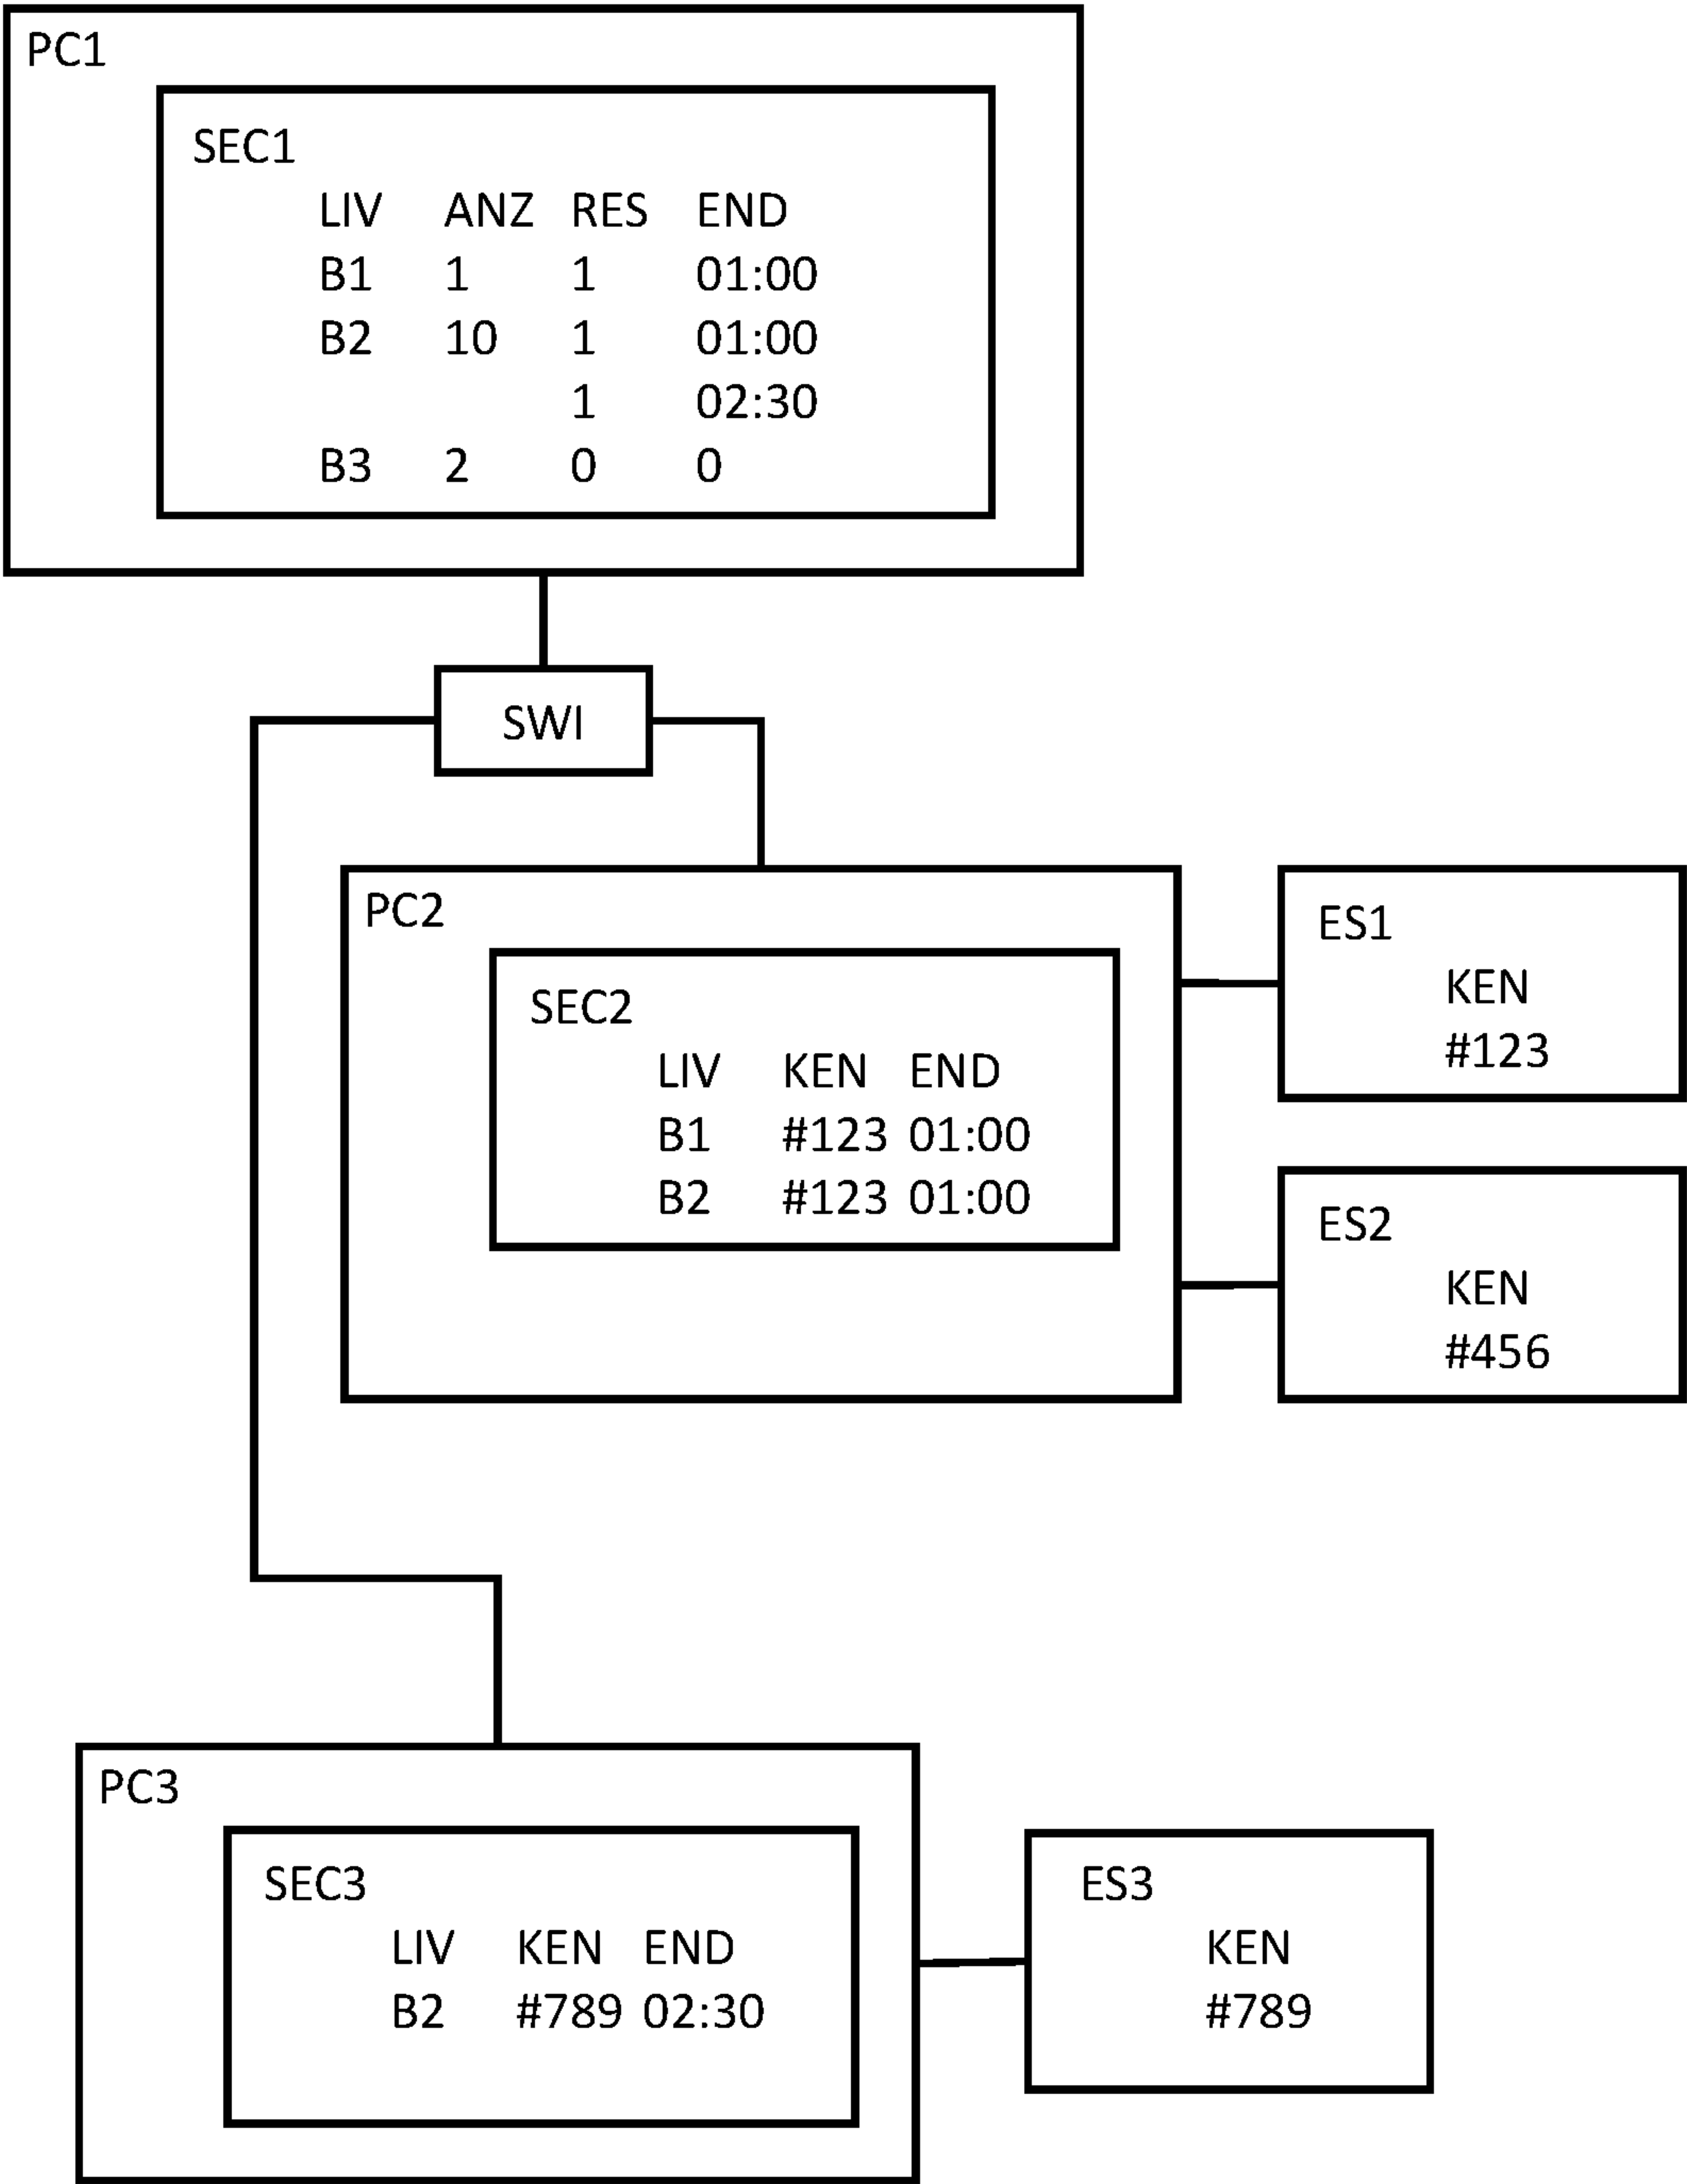 PC1
SEC1
LIV ANZ RES END
B1 1 1 01:00
B2 10 1 01:00
1 02:30
B3 2 0 0
SWI
PC2
SEC2
LIV KEN END
B1 #123 01:00
B2 #123 01:00
ES1
KEN
#123
ES2
KEN
#456
PC3
SEC3
LIV KEN END
B2 #789 02:30
ES3
KEN
#789